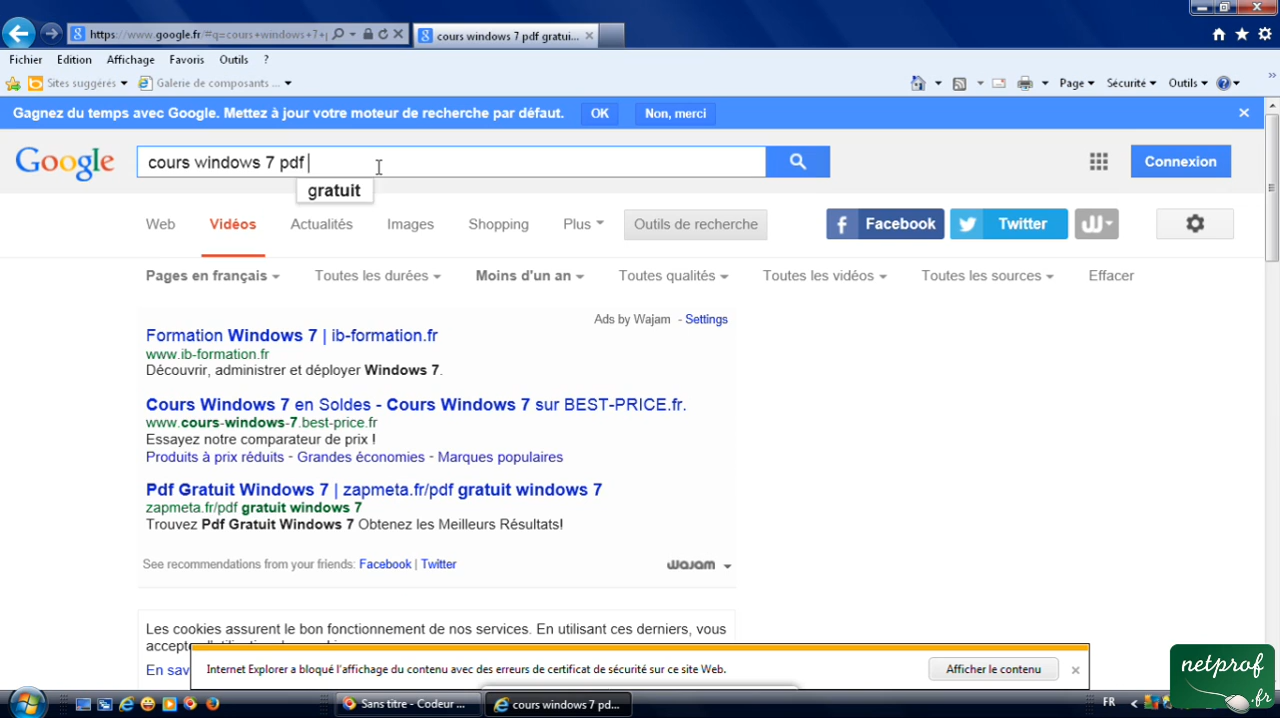 https://www.google.fr/#q=cours+windows+7+
cours windows 7 pdf gratui...
Fichier Edition Affichage Favoris Outils ?
Sites suggérés Galerie de composants ...
Page Sécurité Outils
Gagnez du temps avec Google. Mettez à jour votre moteur de recherche par défaut. OK Non, merci
Google cours windows 7 pdf Connexion
gratuit
Web Vidéos Actualités Images Shopping Plus Outils de recherche Facebook Twitter
Pages en français Toutes les durées Moins d'un an Toutes qualités Toutes les vidéos Toutes les sources Effacer
Ads by Wajam - Settings
Formation Windows 7 | ib-formation.fr
www.ib-formation.fr
Découvrir, administrer et déployer Windows 7.
Cours Windows 7 en Soldes - Cours Windows 7 sur BEST-PRICE.fr.
www.cours-windows-7.best-price.fr
Essayez notre comparateur de prix !
Produits à prix réduits - Grandes économies - Marques populaires
Pdf Gratuit Windows 7 | zapmeta.fr/pdf gratuit windows 7
zapmeta.fr/pdf gratuit windows 7
Trouvez Pdf Gratuit Windows 7 Obtenez les Meilleurs Résultats!
See recommendations from your friends: Facebook | Twitter
wajam
Les cookies assurent le bon fonctionnement de nos services. En utilisant ces derniers, vous
En sav
Internet Explorer a bloqué l'affichage du contenu avec des erreurs de certificat de sécurité sur ce site Web. Afficher le contenu
netprof
.fr
Sans titre - Codeur ... cours windows 7 pd... FR